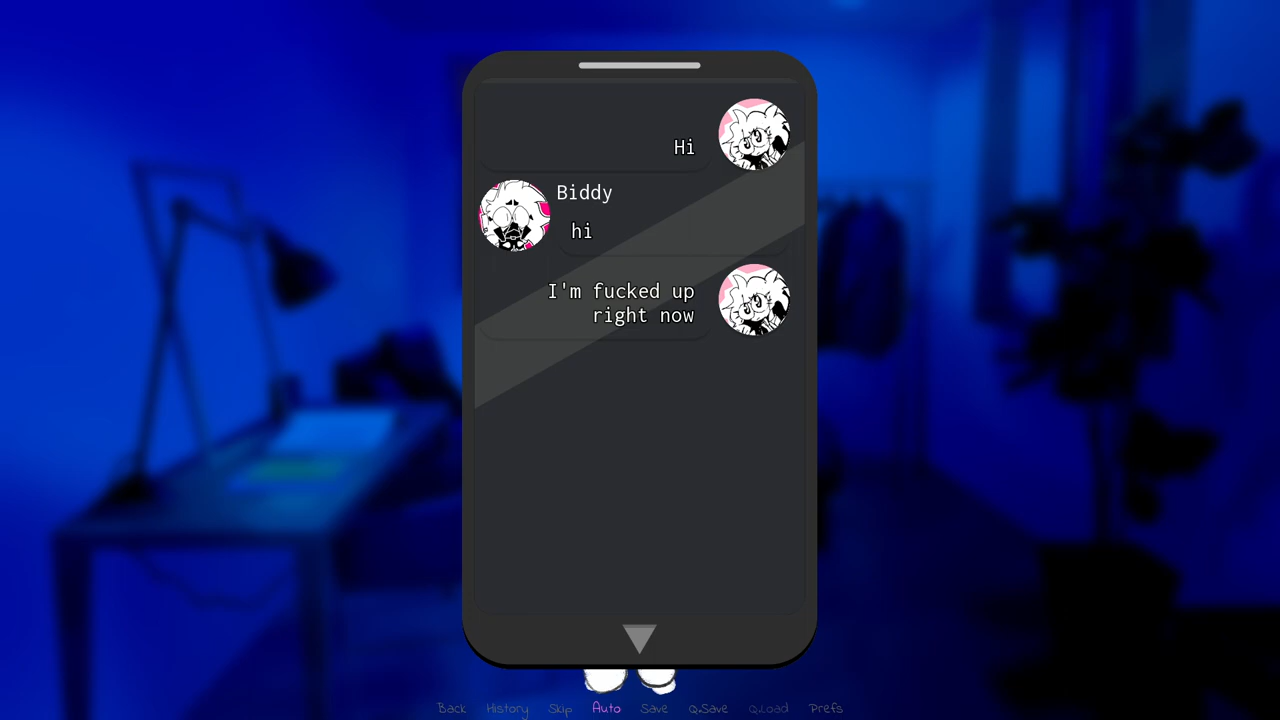 Hi
Biddy
hi
I'm fucked up
right now
Back History Skip Auto Save Q.Save Q.Load Prefs